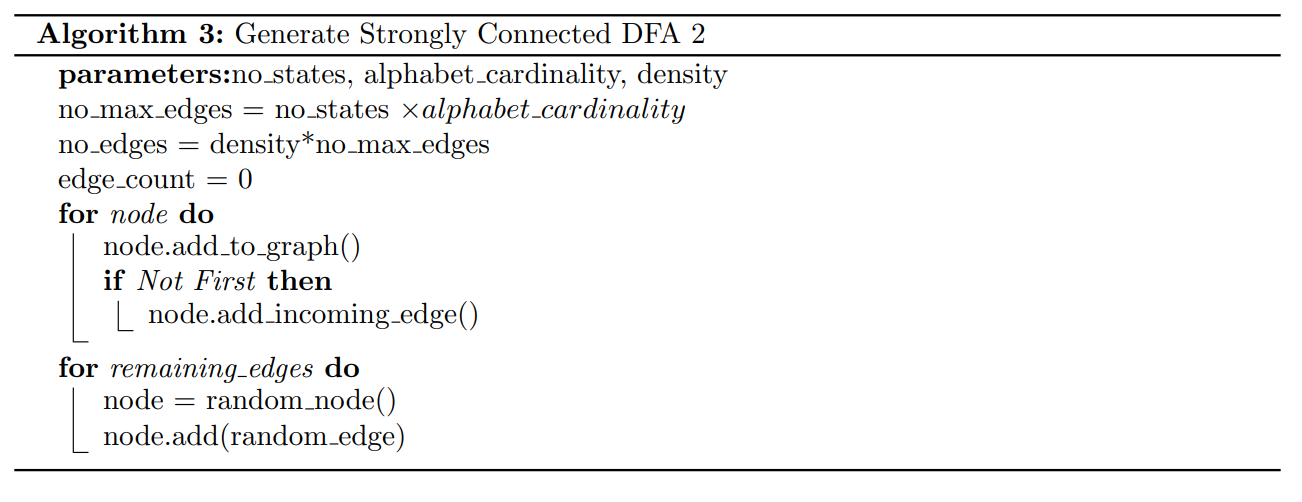 Algorithm 3: Generate Strongly Connected DFA 2
parameters:no_states, alphabet_cardinality, density
no_max_edges = no_states ×alphabet_cardinality
no_edges = density*no_max_edges
edge_count = 0
for node do
node.add_to_graph()
if Not First then
node.add_incoming_edge()
for remaining_edges do
node = random_node()
node.add(random_edge)